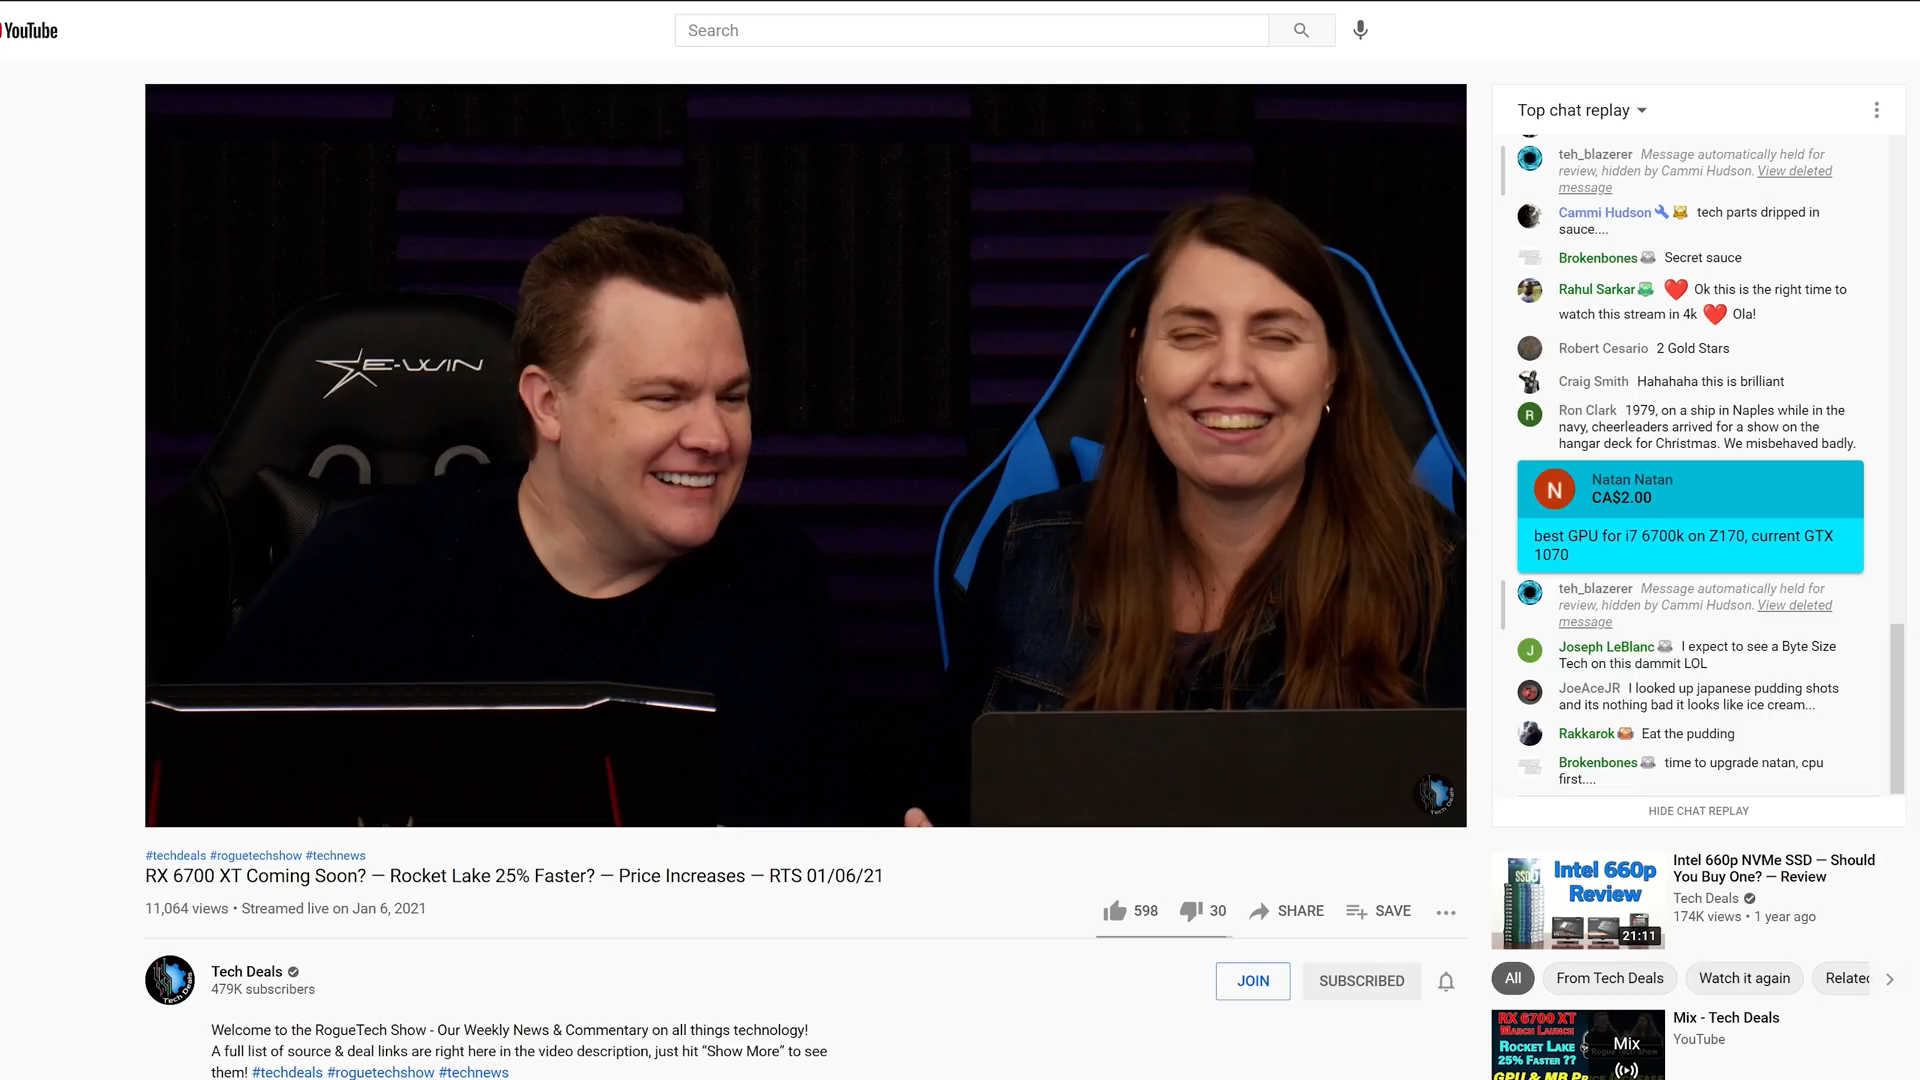 YouTube
Search
E-WIN
Tech Deals
Top chat replay
teh_blazerer Message automatically held for
review, hidden by Cammi Hudson. View deleted
message
Cammi Hudson tech parts dripped in
sauce....
Brokenbones Secret sauce
Rahul Sarkar Ok this is the right time to
watch this stream in 4k Ola!
Robert Cesario 2 Gold Stars
Craig Smith Hahahaha this is brilliant
R
Ron Clark 1979, on a ship in Naples while in the
navy, cheerleaders arrived for a show on the
hangar deck for Christmas. We misbehaved badly.
N
Natan Natan
CA$2.00
best GPU for i7 6700k on Z170, current GTX
1070
teh_blazerer Message automatically held for
review, hidden by Cammi Hudson. View deleted
message
J
Joseph LeBlanc I expect to see a Byte Size
Tech on this dammit LOL
JoeAceJR I looked up japanese pudding shots
and its nothing bad it looks like ice cream...
Rakkarok Eat the pudding
Brokenbones time to upgrade natan, cpu
first....
HIDE CHAT REPLAY
#techdeals #roguetechshow #technews
RX 6700 XT Coming Soon? — Rocket Lake 25% Faster? — Price Increases — RTS 01/06/21
11,064 views • Streamed live on Jan 6, 2021
598
30
SHARE
SAVE
Tech Deals
Tech Deals
479K subscribers
JOIN
SUBSCRIBED
Welcome to the RogueTech Show - Our Weekly News & Commentary on all things technology!
A full list of source & deal links are right here in the video description, just hit “Show More” to see
them! #techdeals #roguetechshow #technews
SSD
Intel 660p
Review
21:11
Intel 660p NVMe SSD — Should
You Buy One? — Review
Tech Deals
174K views • 1 year ago
All
From Tech Deals
Watch it again
Related
RX 6700 XT
MARCH LAUNCH
ROCKET LAKE
25% FASTER ??
Mix
Mix - Tech Deals
YouTube